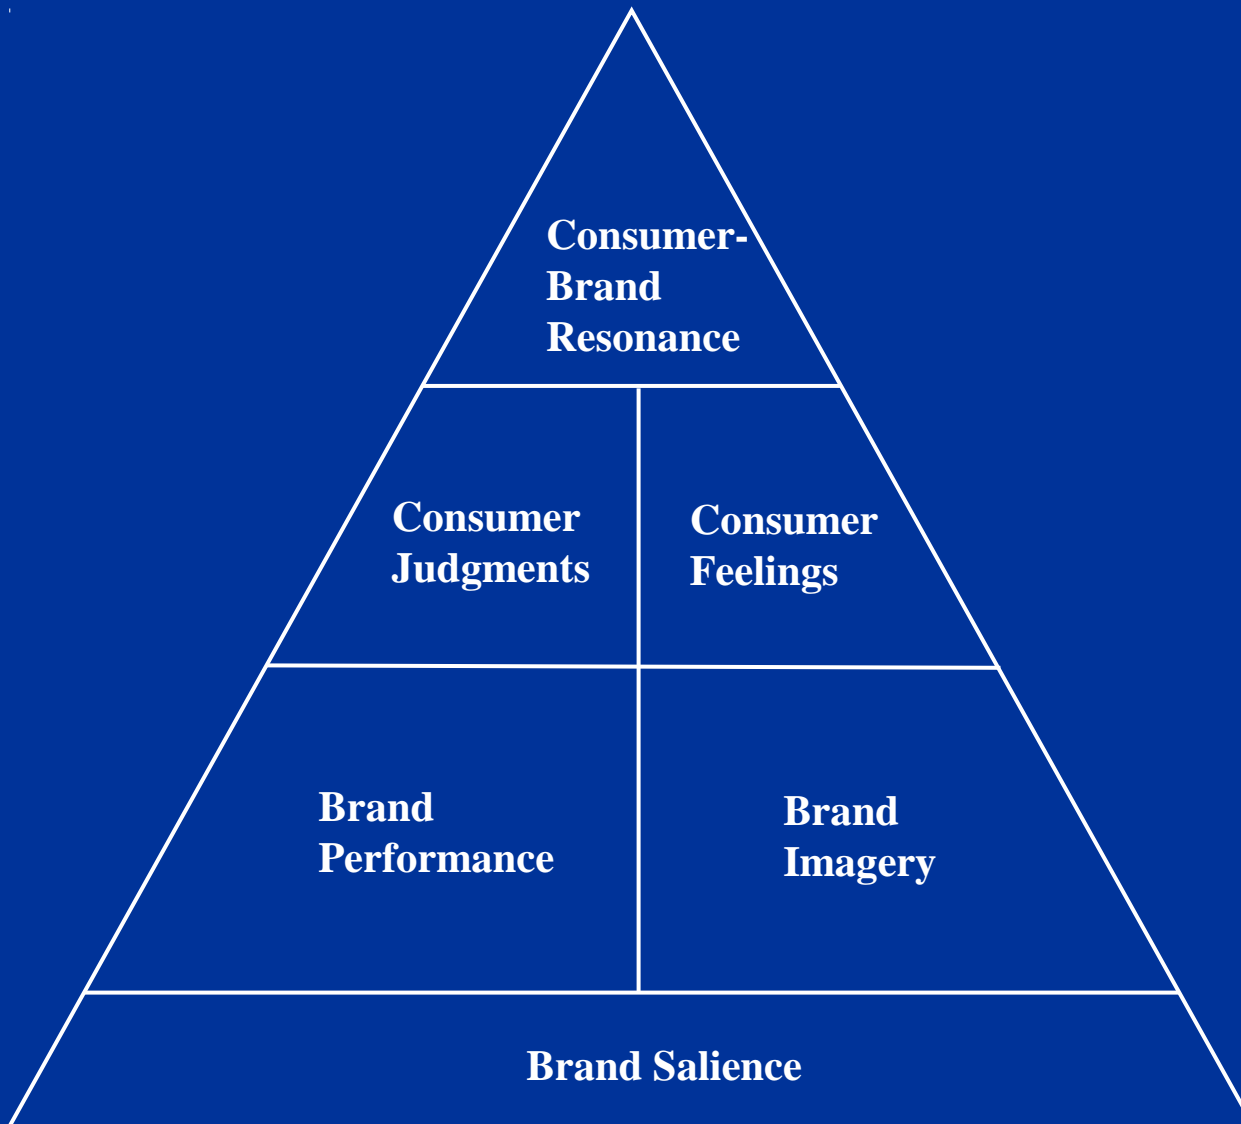 Consumer-
Brand
Resonance
Consumer
Judgments
Consumer
Feelings
Brand
Performance
Brand
Imagery
Brand Salience